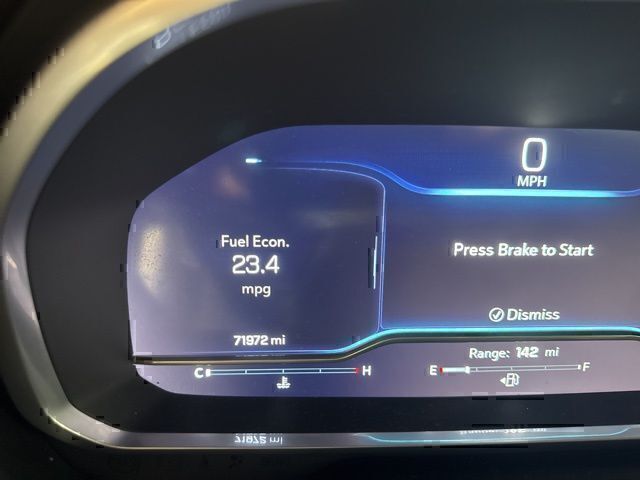 0
MPH
Fuel Econ.
23.4
mpg
Press Brake to Start
Dismiss
71972 mi
Range: 142 mi
C H
E F